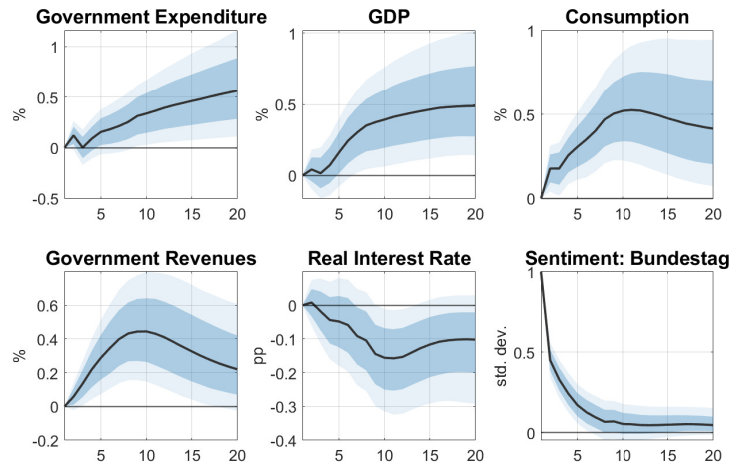 Government Expenditure
1
0.5
0
-0.5
%
5 10 15 20
GDP
1
0.5
0
%
5 10 15 20
Consumption
1
0.5
0
%
5 10 15 20
Government Revenues
0.6
0.4
0.2
0
-0.2
%
5 10 15 20
Real Interest Rate
0
-0.1
-0.2
-0.3
-0.4
pp
5 10 15 20
Sentiment: Bundestag
1
0.5
0
std. dev.
5 10 15 20